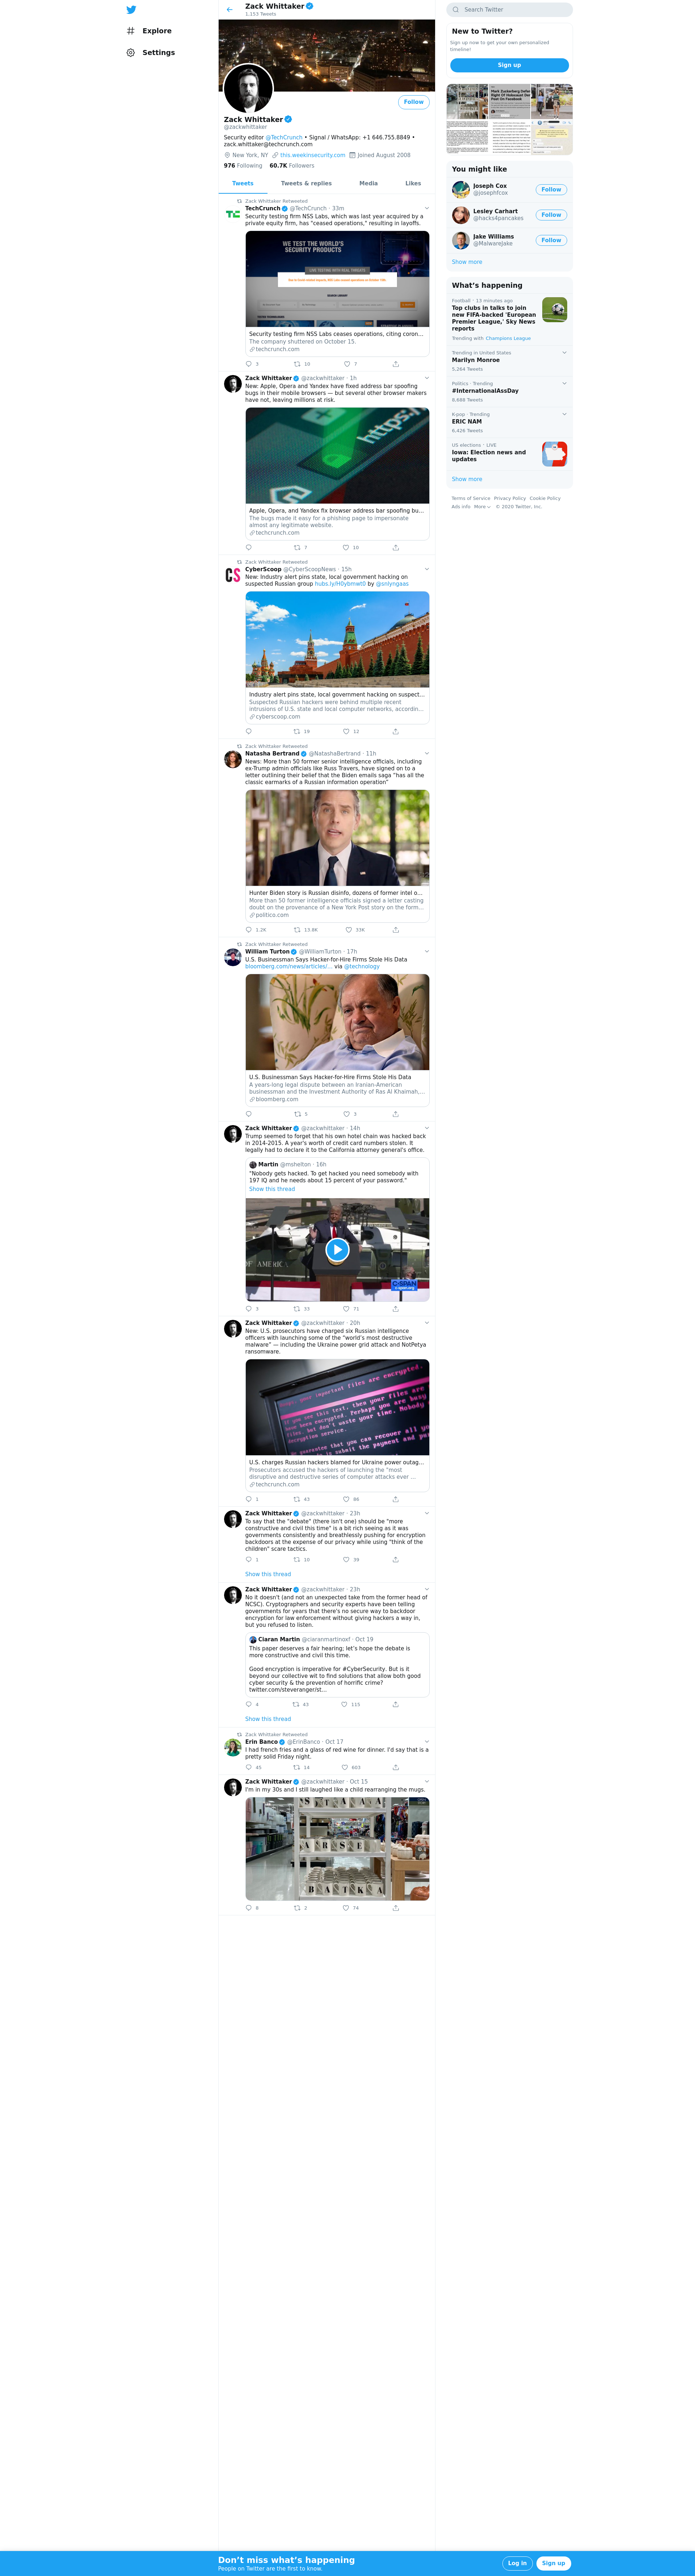 Explore
Settings
Zack Whittaker
1,153 Tweets
Follow
Zack Whittaker
@zackwhittaker
Security editor @TechCrunch • Signal / WhatsApp: +1 646.755.8849 •
zack.whittaker@techcrunch.com
New York, NY this.weekinsecurity.com Joined August 2008
976 Following 60.7K Followers
Tweets Tweets & replies Media Likes
Zack Whittaker Retweeted
TechCrunch @TechCrunch · 33m
Security testing firm NSS Labs, which was last year acquired by a
private equity firm, has "ceased operations," resulting in layoffs.
WE TEST THE WORLD'S
SECURITY PRODUCTS
Security testing firm NSS Labs ceases operations, citing coron…
The company shuttered on October 15.
techcrunch.com
3 10 7
Zack Whittaker @zackwhittaker · 1h
New: Apple, Opera and Yandex have fixed address bar spoofing
bugs in their mobile browsers — but several other browser makers
have not, leaving millions at risk.
https:/
Apple, Opera, and Yandex fix browser address bar spoofing bu…
The bugs made it easy for a phishing page to impersonate
almost any legitimate website.
techcrunch.com
7 10
Zack Whittaker Retweeted
CS
CyberScoop @CyberScoopNews · 15h
New: Industry alert pins state, local government hacking on
suspected Russian group hubs.ly/H0ybmwt0 by @snlyngaas
Industry alert pins state, local government hacking on suspect…
Suspected Russian hackers were behind multiple recent
intrusions of U.S. state and local computer networks, accordin…
cyberscoop.com
18 12
Zack Whittaker Retweeted
Natasha Bertrand @NatashaBertrand · 11h
News: More than 50 former senior intelligence officials, including
ex-Trump admin officials like Russ Travers, have signed on to a
letter outlining their belief that the Biden emails saga "has all the
classic earmarks of a Russian information operation"
Hunter Biden story is Russian disinfo, dozens of former intel o…
More than 50 former intelligence officials signed a letter casting
doubt on the provenance of a New York Post story on the form…
politico.com
1.2K 13.8K 33K
Zack Whittaker Retweeted
William Turton @WilliamTurton · 17h
U.S. Businessman Says Hacker-for-Hire Firms Stole His Data
bloomberg.com/news/articles/… via @technology
U.S. Businessman Says Hacker-for-Hire Firms Stole His Data
A years-long legal dispute between an Iranian-American
businessman and the Investment Authority of Ras Al Khaimah,…
bloomberg.com
5 3
Zack Whittaker @zackwhittaker · 14h
Trump seemed to forget that his own hotel chain was hacked back
in 2014-2015. A year's worth of credit card numbers stolen. It
legally had to declare it to the California attorney general's office.
Martin @mshelton · 16h
"Nobody gets hacked. To get hacked you need somebody with
197 IQ and he needs about 15 percent of your password."
Show this thread
OF AMERICA
C-SPAN
3 33 71
Zack Whittaker @zackwhittaker · 20h
New: U.S. prosecutors have charged six Russian intelligence
officers with launching some of the "world's most destructive
malware" — including the Ukraine power grid attack and NotPetya
ransomware.
U.S. charges Russian hackers blamed for Ukraine power outag…
Prosecutors accused the hackers of launching the "most
disruptive and destructive series of computer attacks ever …
techcrunch.com
1 43 66
Zack Whittaker @zackwhittaker · 23h
To say that the "debate" (there isn't one) should be "more
constructive and civil this time" is a bit rich seeing as it was
governments consistently and breathlessly pushing for encryption
backdoors at the expense of our privacy while using "think of the
children" scare tactics.
1 10 39
Show this thread
Zack Whittaker @zackwhittaker · 23h
No it doesn't (and not an unexpected take from the former head of
NCSC). Cryptographers and security experts have been telling
governments for years that there's no secure way to backdoor
encryption for law enforcement without giving hackers a way in,
but you refused to listen.
Ciaran Martin @ciaranmartinoxf · Oct 19
This paper deserves a fair hearing; let's hope the debate is
more constructive and civil this time.
Good encryption is imperative for #CyberSecurity. But is it
beyond our collective wit to find solutions that allow both good
cyber security & the prevention of horrific crime?
twitter.com/steveranger/st…
4 43 115
Show this thread
Zack Whittaker Retweeted
Erin Banco @ErinBanco · Oct 17
I had french fries and a glass of red wine for dinner. I'd say that is a
pretty solid Friday night.
45 14 603
Zack Whittaker @zackwhittaker · Oct 15
I'm in my 30s and I still laughed like a child rearranging the mugs.
ARSE
BATKA
8 2 74
Search Twitter
New to Twitter?
Sign up now to get your own personalized
timeline!
Sign up
You might like
Joseph Cox
@josephfcox
Follow
Lesley Carhart
@hacks4pancakes
Follow
Jake Williams
@MalwareJake
Follow
Show more
What's happening
Football · 13 minutes ago
Top clubs in talks to join
new FIFA-backed 'European
Premier League,' Sky News
reports
Trending with Champions League
Trending in United States
Marilyn Monroe
5,264 Tweets
Politics · Trending
#InternationalAssDay
8,688 Tweets
K-pop · Trending
ERIC NAM
6,426 Tweets
US elections · LIVE
Iowa: Election news and
updates
Show more
Terms of Service Privacy Policy Cookie Policy
Ads info More © 2020 Twitter, Inc.
Don't miss what's happening
People on Twitter are the first to know.
Log in Sign up